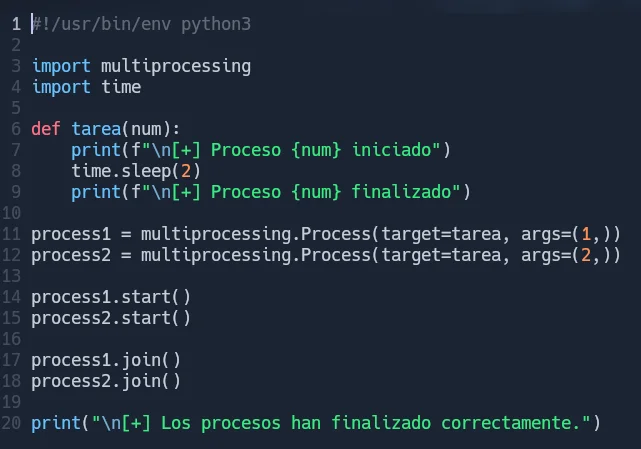 1 #!/usr/bin/env python3
2
3 import multiprocessing
4 import time
5
6 def tarea(num):
7     print(f"\n[+] Proceso {num} iniciado")
8     time.sleep(2)
9     print(f"\n[+] Proceso {num} finalizado")
10
11 process1 = multiprocessing.Process(target=tarea, args=(1,))
12 process2 = multiprocessing.Process(target=tarea, args=(2,))
13
14 process1.start()
15 process2.start()
16
17 process1.join()
18 process2.join()
19
20 print("\n[+] Los procesos han finalizado correctamente.")